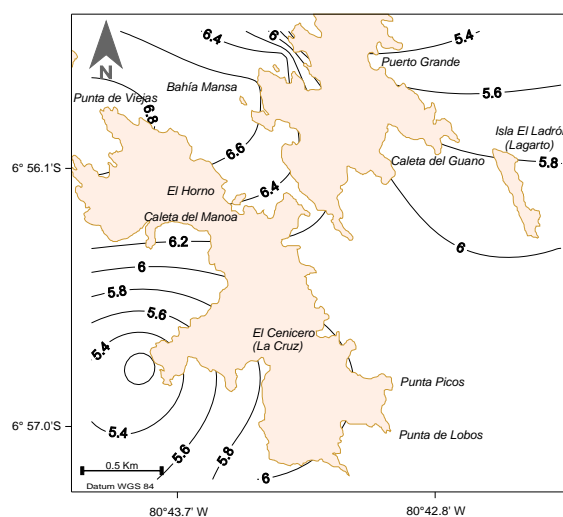 6.4
6
5.4
Puerto Grande
N
Bahía Mansa
5.6
Punta de Viejas
6.8
Isla El Ladrón
(Lagarto)
6.6
Caleta del Guano
5.8
6° 56.1'S
El Horno
6.4
Caleta del Manoa
6.2
6
6
5.8
5.6
El Cenicero
(La Cruz)
5.4
Punta Picos
6° 57.0'S
5.4
Punta de Lobos
5.6
5.8
0.5 Km
6
Datum WGS 84
80°43.7' W
80°42.8' W